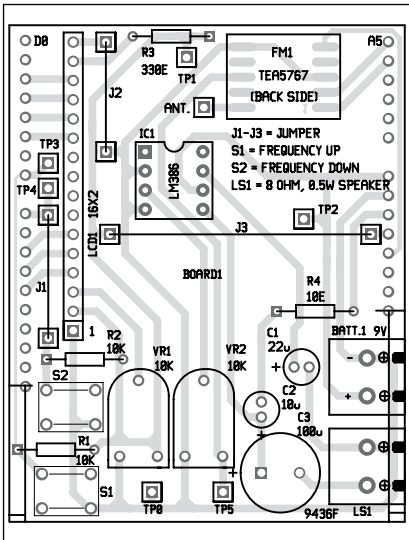 D0
A5
R3
330E
TP1
FM1
TEA5767
(BACK SIDE)
J2
ANT.
IC1
LM386
J1-J3 = JUMPER
S1 = FREQUENCY UP
S2 = FREQUENCY DOWN
LS1 = 8 OHM, 0.5W SPEAKER
TP3
TP4
16X2
LCD1
TP2
J3
BOARD1
J1
R4
10E
1
R2
10K
VR1
10K
VR2
10K
C1
22u
+
BATT.1 9V
-
+
S2
C2
10u
+
C3
100u
+
R1
10K
S1
TP0
TP5
9436F
LS1